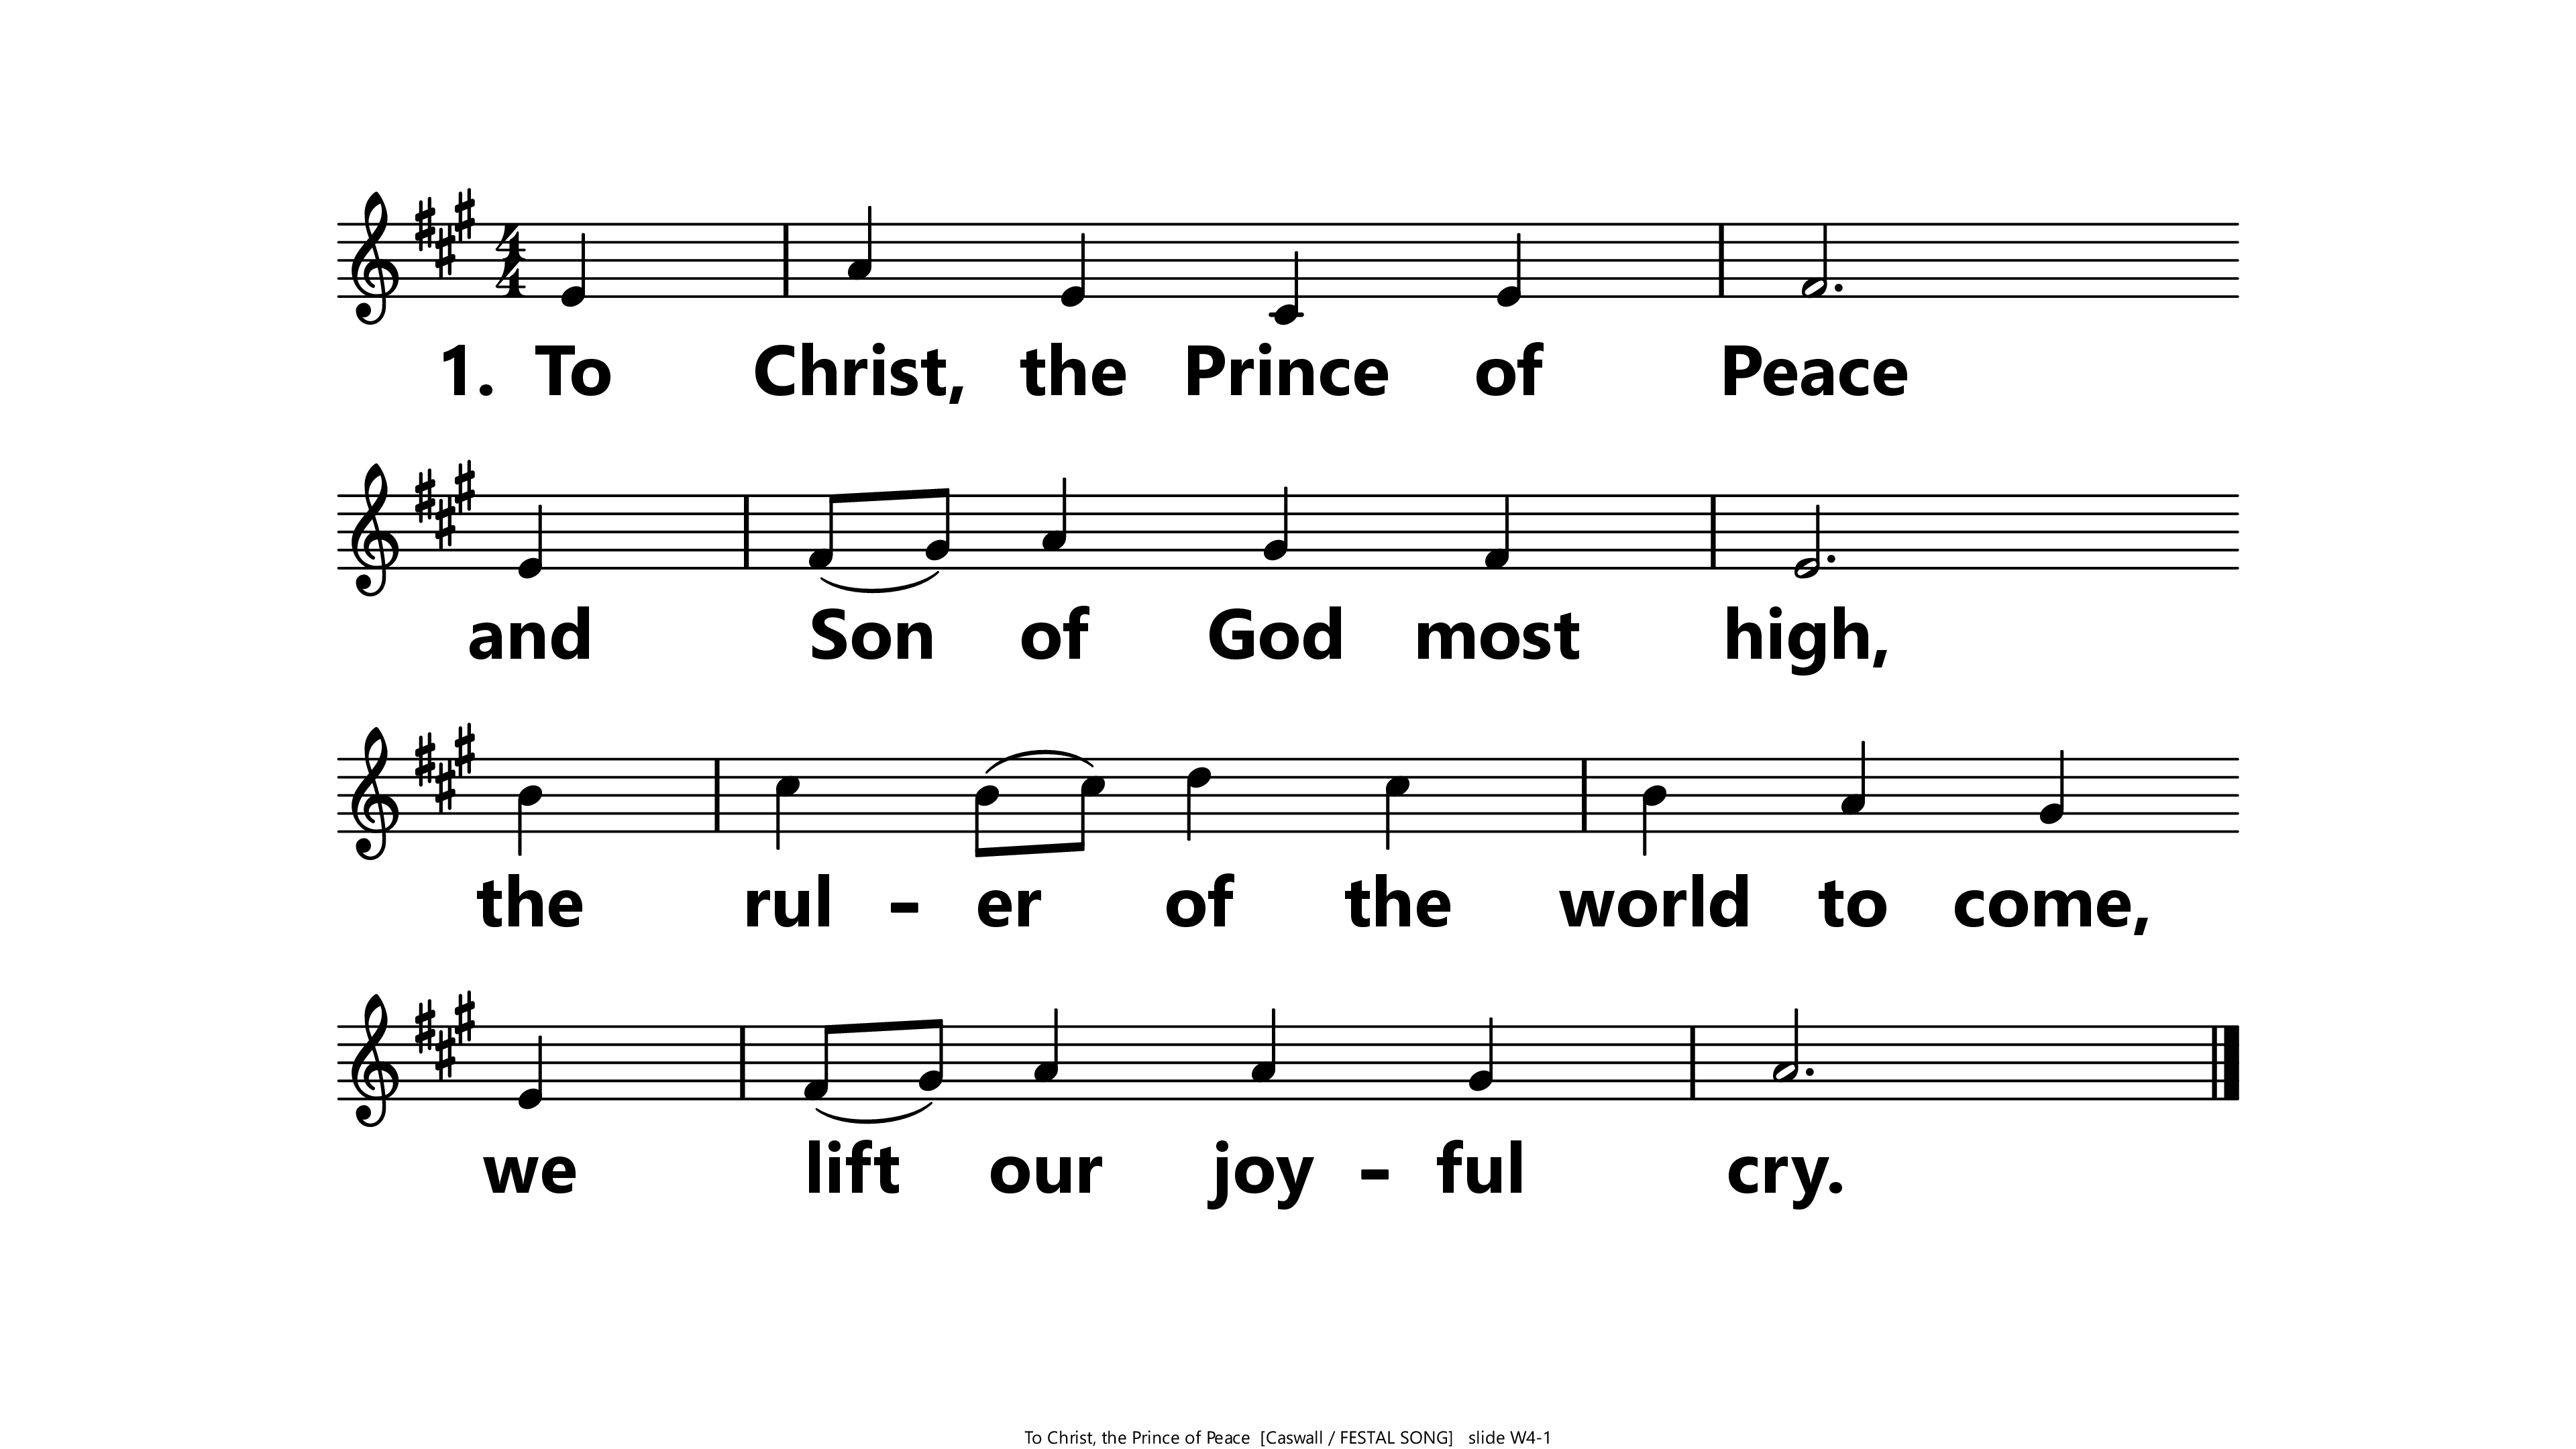 1. To Christ, the Prince of Peace
and Son of God most high,
the rul - er of the world to come,
we lift our joy - ful cry.
To Christ, the Prince of Peace [Caswall / FESTAL SONG] slide W4-1